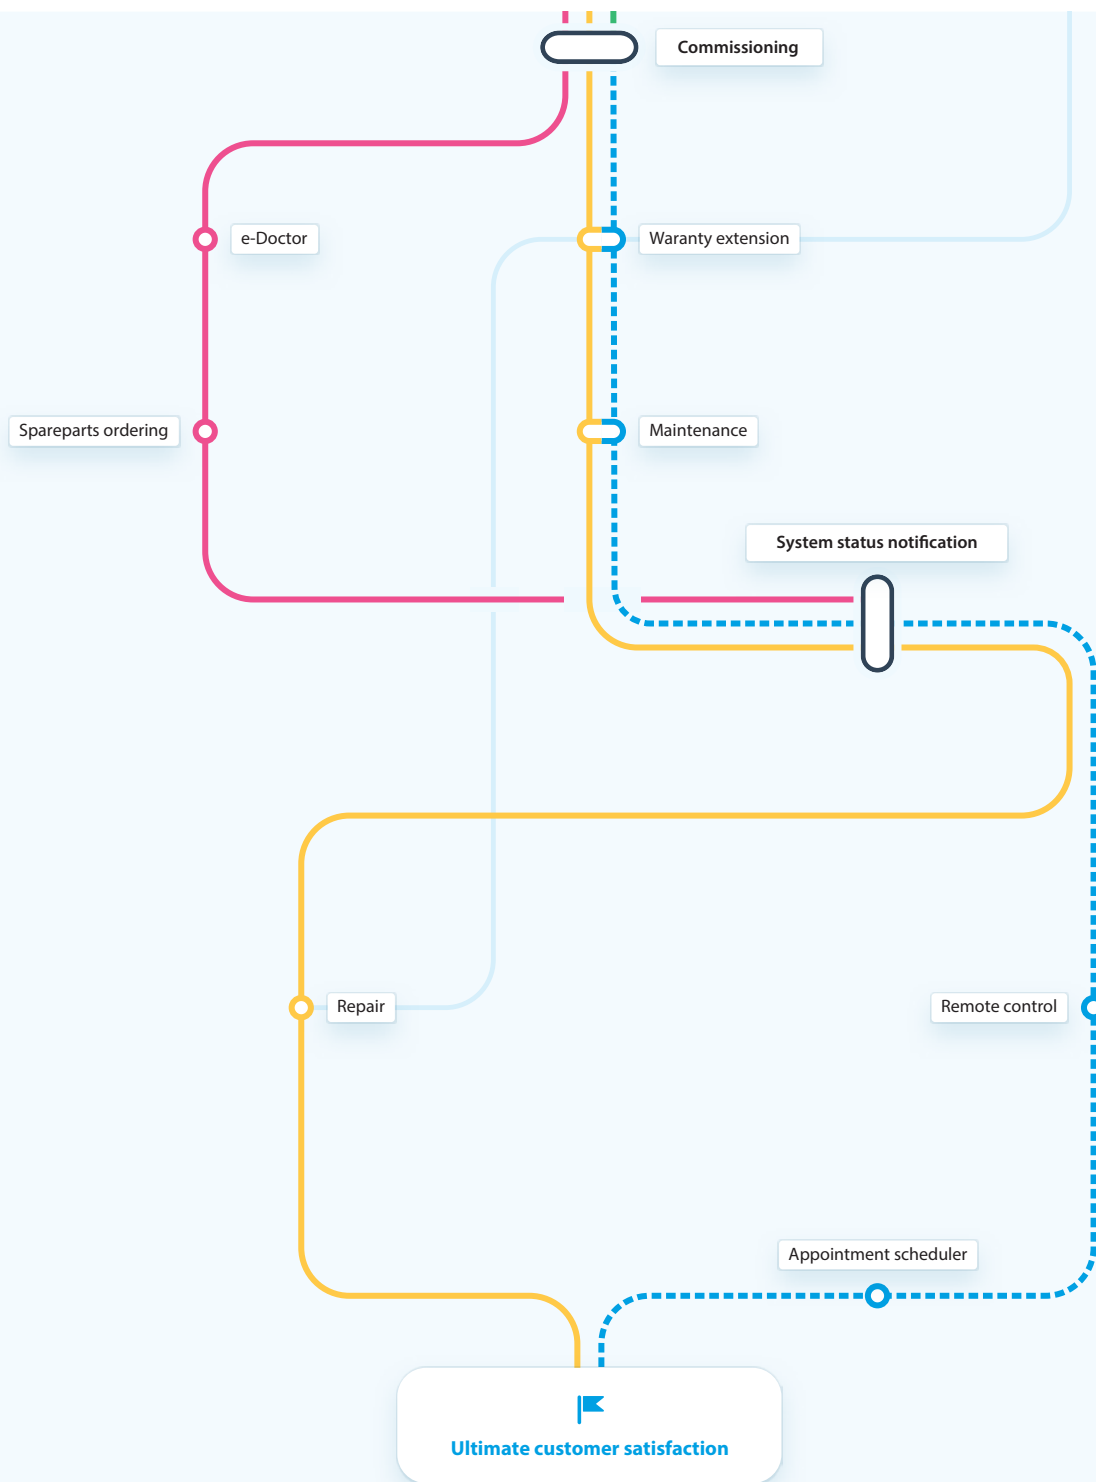 Commissioning
e-Doctor
Waranty extension
Spareparts ordering
Maintenance
System status notification
Repair
Remote control
Appointment scheduler
Ultimate customer satisfaction